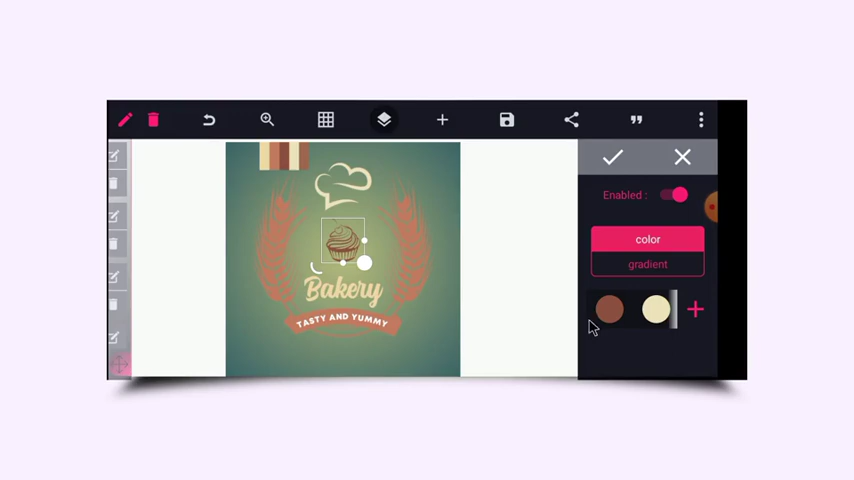 Enabled :
color
gradient
Bakery
TASTY AND YUMMY